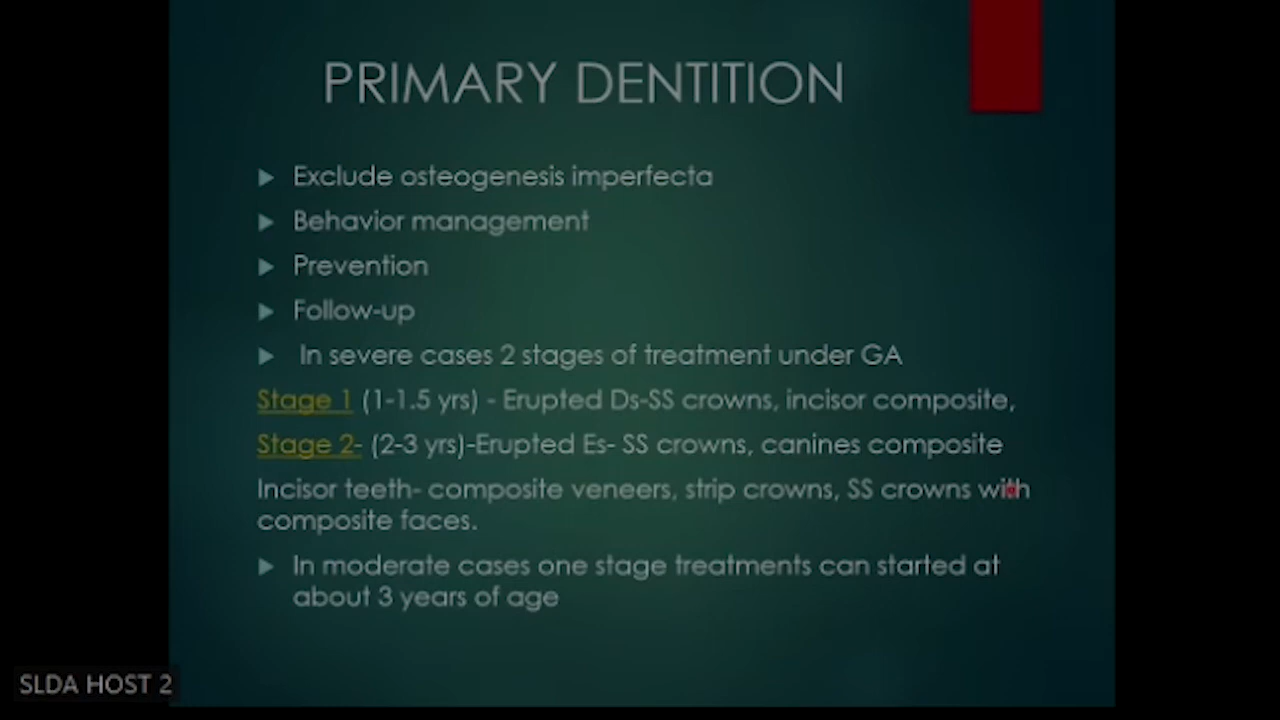 PRIMARY DENTITION
Exclude osteogenesis imperfecta
Behavior management
Prevention
Follow-up
In severe cases 2 stages of treatment under GA
Stage 1 (1-1.5 yrs) - Erupted Ds-SS crowns, incisor composite,
Stage 2- (2-3 yrs)-Erupted Es- SS crowns, canines composite
Incisor teeth- composite veneers, strip crowns, SS crowns with
composite faces.
In moderate cases one stage treatments can started at
about 3 years of age
SLDA HOST 2